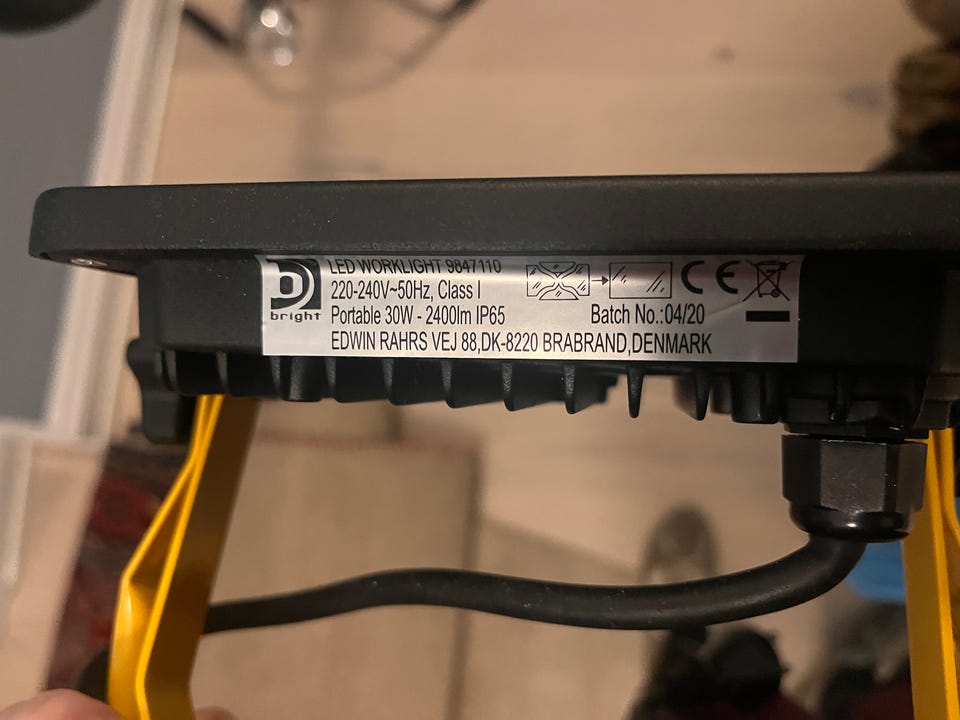 bright
LED WORKLIGHT 9847110
220-240V~50Hz, Class I
Portable 30W - 2400lm IP65
Batch No.:04/20
EDWIN RAHRS VEJ 88,DK-8220 BRABRAND,DENMARK
CE